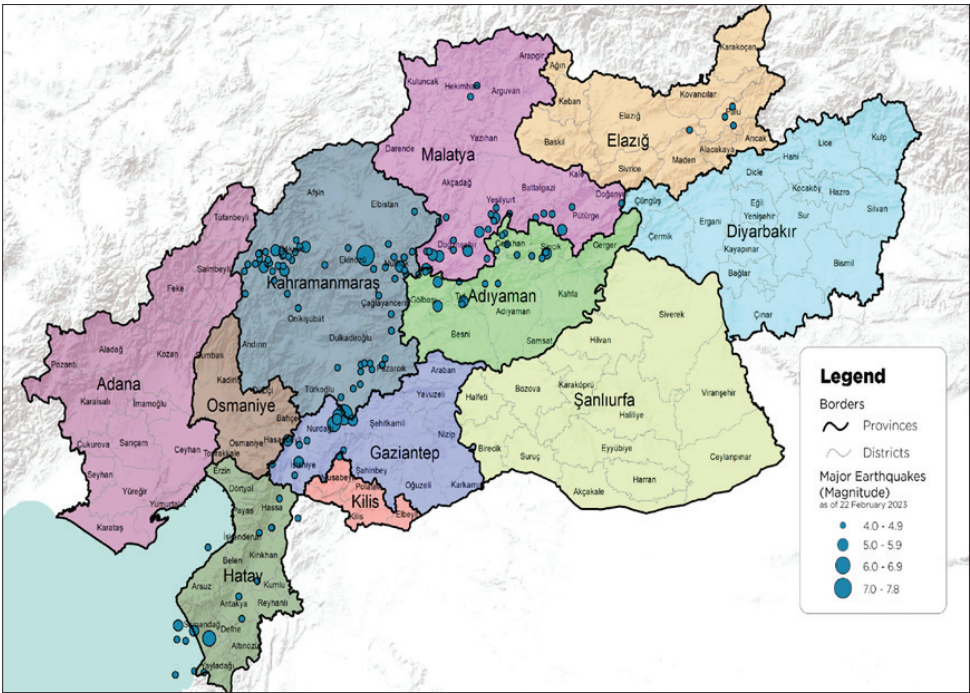 Karakoçan
Arapgir
Ağın
Kuluncak
Hekimhan
Arguvan
Keban
Kovancılar
Elazığ
Palu
Arıcak
Elazığ
Baskil
Yazıhan
Darende
Malatya
Alacakaya
Maden
Sivrice
Kale
Akçadağ
Battalgazi
Yeşilyurt
Doğanyol
Pütürge
Doğanşehir
Kulp
Lice
Hani
Dicle
Kocaköy
Hazro
Eğil
Silvan
Çüngüş
Ergani
Yenişehir
Sur
Diyarbakır
Çermik
Kayapınar
Bismil
Bağlar
Çınar
Afşin
Elbistan
Ekinözü
Kahramanmaraş
Çağlayancerit
Onikişubat
Andırın
Dulkadiroğlu
Pazarcık
Türkoğlu
Tufanbeyli
Saimbeyli
Feke
Kozan
Aladağ
Pozantı
Adana
Karaisalı
İmamoğlu
Çukurova
Sarıçam
Ceyhan
Seyhan
Yüreğir
Yumurtalık
Karataş
Sumbas
Kadirli
Osmaniye
Bahçe
Osmaniye
Toprakkale
Sincik
Gerger
Adıyaman
Gölbaşı
Kahta
Adıyaman
Besni
Samsat
Siverek
Hilvan
Viranşehir
Karaköprü
Bozova
Halfeti
Şanlıurfa
Haliliye
Birecik
Eyyübiye
Suruç
Ceylanpınar
Harran
Akçakale
Araban
Yavuzeli
Nurdağı
Şehitkamil
Nizip
Gaziantep
İslahiye
Şahinbey
Oğuzeli
Karkamış
Musabeyli
Polateli
Kilis
Kilis
Elbeyli
Erzin
Dörtyol
Hassa
Payas
İskenderun
Kırıkhan
Belen
Hatay
Arsuz
Kumlu
Antakya
Reyhanlı
Samandağ
Defne
Altınözü
Yayladağı
Legend
Borders
Provinces
Districts
Major Earthquakes
(Magnitude)
as of 22 February 2023
4.0 - 4.9
5.0 - 5.9
6.0 - 6.9
7.0 - 7.8